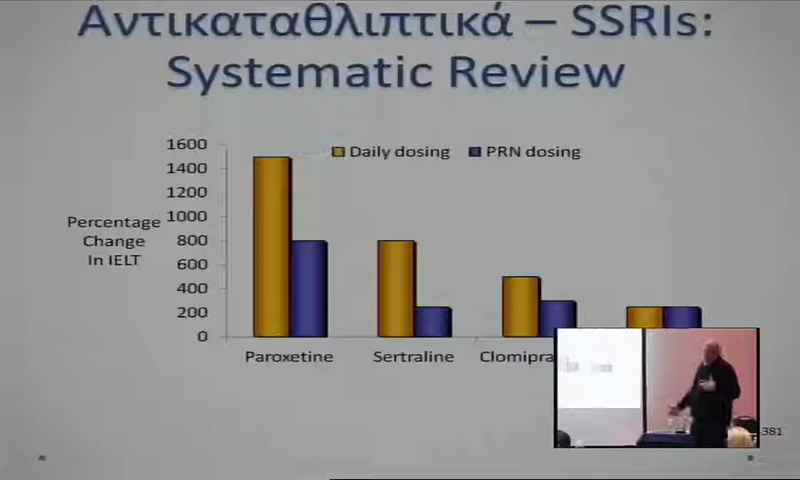 Αντικαταθλιπτικά – SSRIs:
Systematic Review
1600
1400
1200
1000
800
600
400
200
0
Daily dosing
PRN dosing
Percentage
Change
In IELT
Paroxetine
Sertraline
381